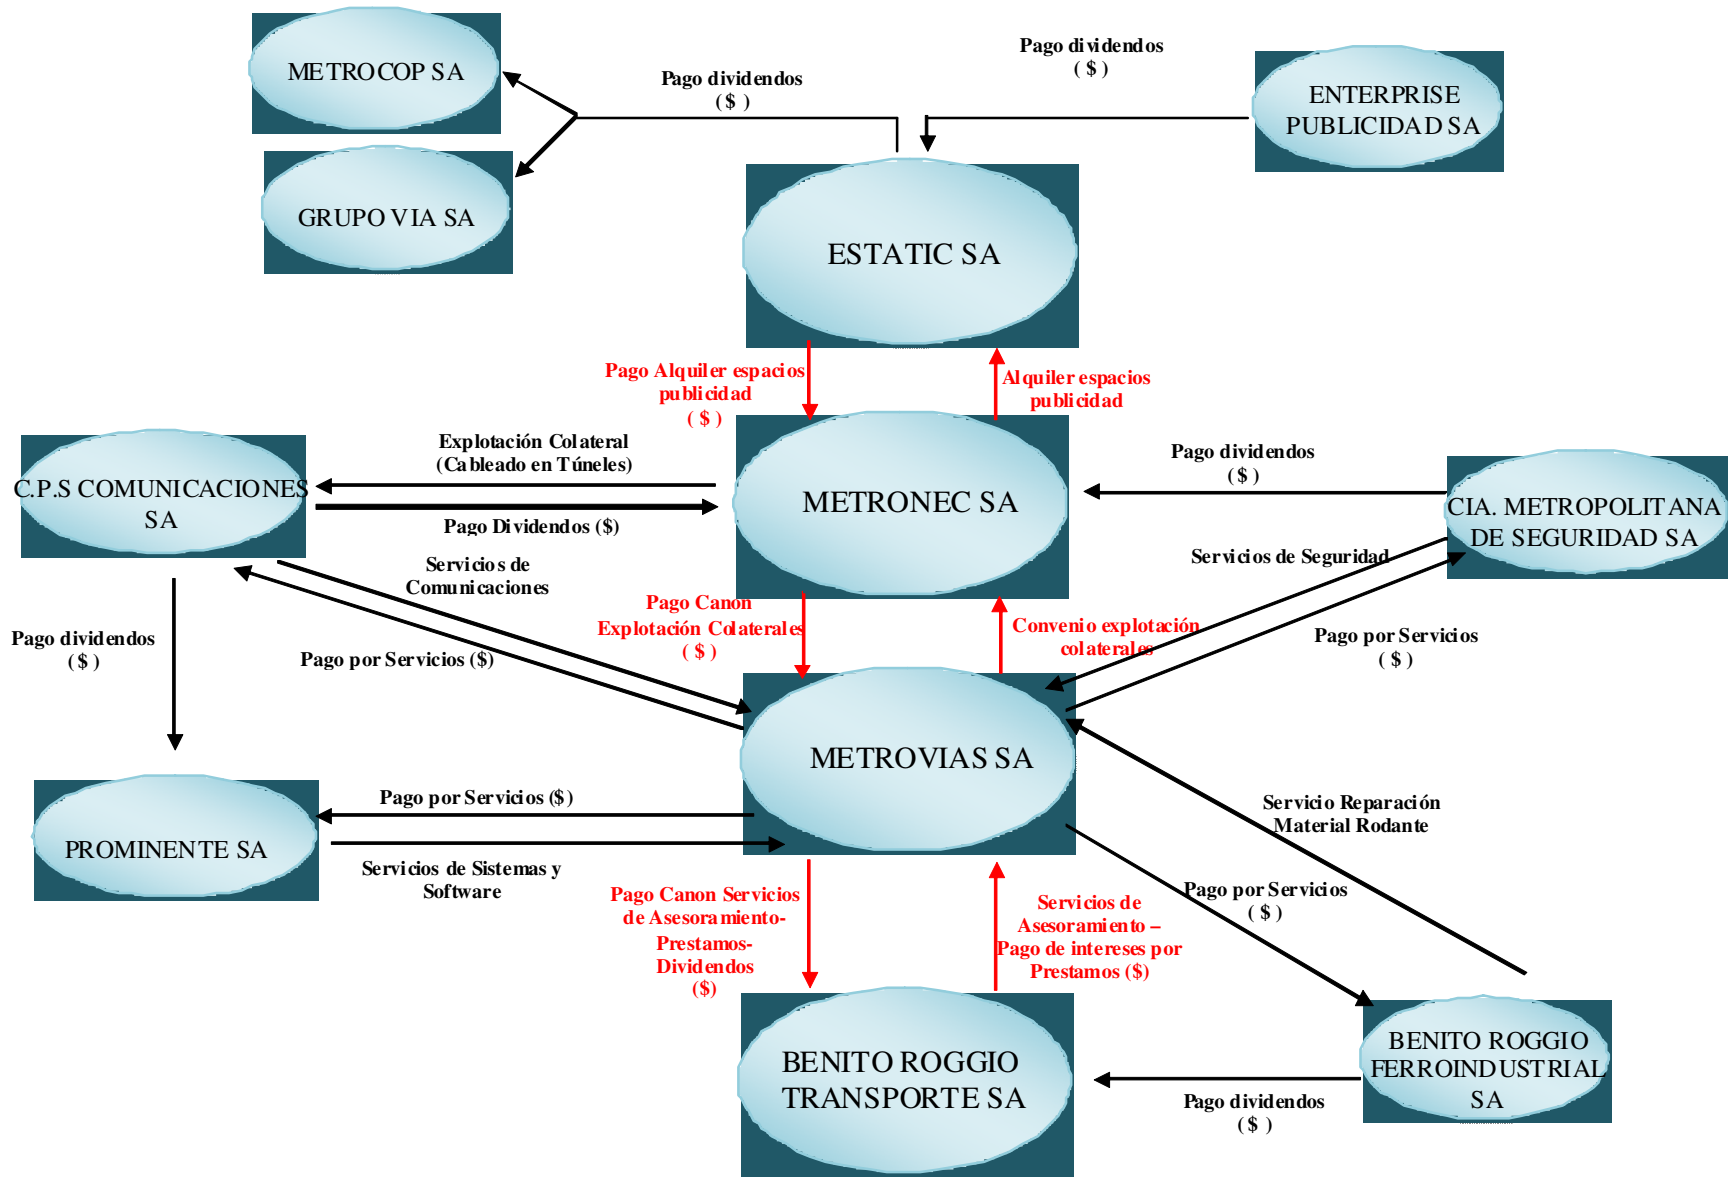 METROCOP SA
Pago dividendos
( $ )
Pago dividendos
( $ )
ENTERPRISE
PUBLICIDAD SA
GRUPO VIA SA
ESTATIC SA
Pago Alquiler espacios
publicidad
( $ )
Alquiler espacios
publicidad
C.P.S COMUNICACIONES
SA
Explotación Colateral
(Cableado en Túneles)
Pago Dividendos ($)
METRONEC SA
Pago dividendos
( $ )
CIA. METROPOLITANA
DE SEGURIDAD SA
Servicios de
Comunicaciones
Servicios de Seguridad
Pago Canon
Explotación Colaterales
( $ )
Convenio explotación
colaterales
Pago por Servicios
( $ )
Pago dividendos
( $ )
Pago por Servicios ($)
METROVIAS SA
PROMINENTE SA
Pago por Servicios ($)
Servicios de Sistemas y
Software
Servicio Reparación
Material Rodante
Pago por Servicios
( $ )
Pago Canon Servicios
de Asesoramiento-
Prestamos-
Dividendos
($)
Servicios de
Asesoramiento –
Pago de intereses por
Prestamos ($)
BENITO ROGGIO
TRANSPORTE SA
Pago dividendos
( $ )
BENITO ROGGIO
FERROINDUSTRIAL
SA